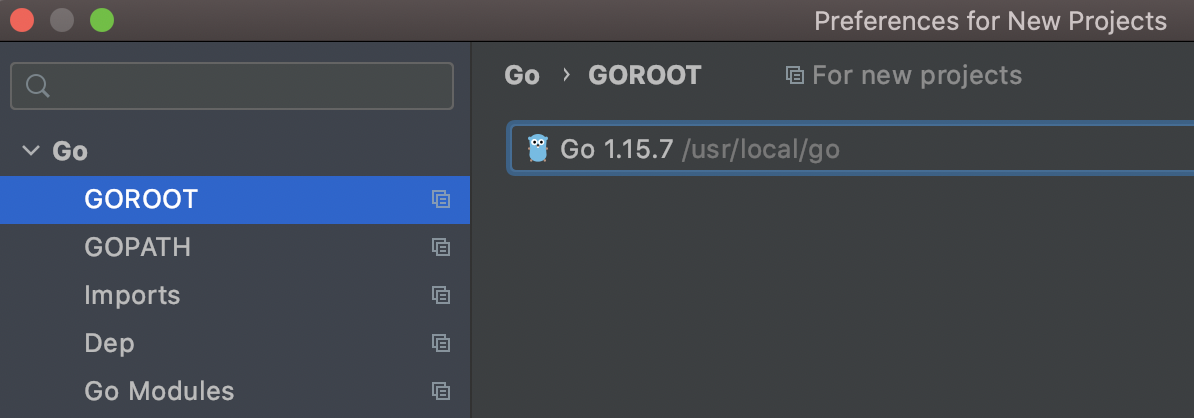 Preferences for New Projects
Go
GOROOT
GOPATH
Imports
Dep
Go Modules
Go › GOROOT For new projects
Go 1.15.7 /usr/local/go